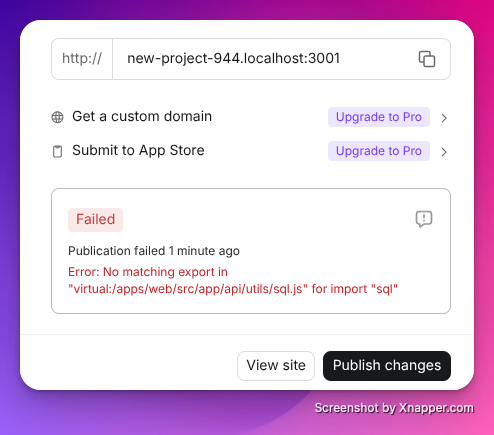 http:// new-project-944.localhost:3001
Get a custom domain Upgrade to Pro
Submit to App Store Upgrade to Pro
Failed
Publication failed 1 minute ago
Error: No matching export in
"virtual:/apps/web/src/app/api/utils/sql.js" for import "sql"
View site Publish changes
Screenshot by Xnapper.com